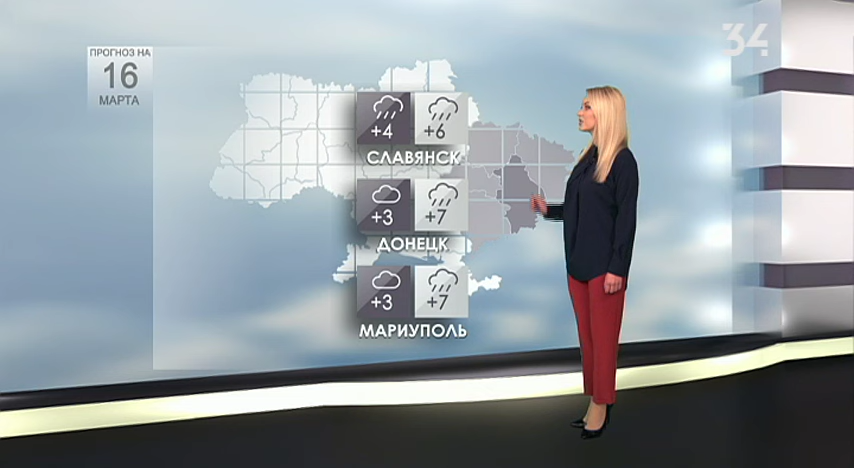 34
ПРОГНОЗ НА
16
МАРТА
+4 +6
СЛАВЯНСК
+3 +7
ДОНЕЦК
+3 +7
МАРИУПОЛЬ